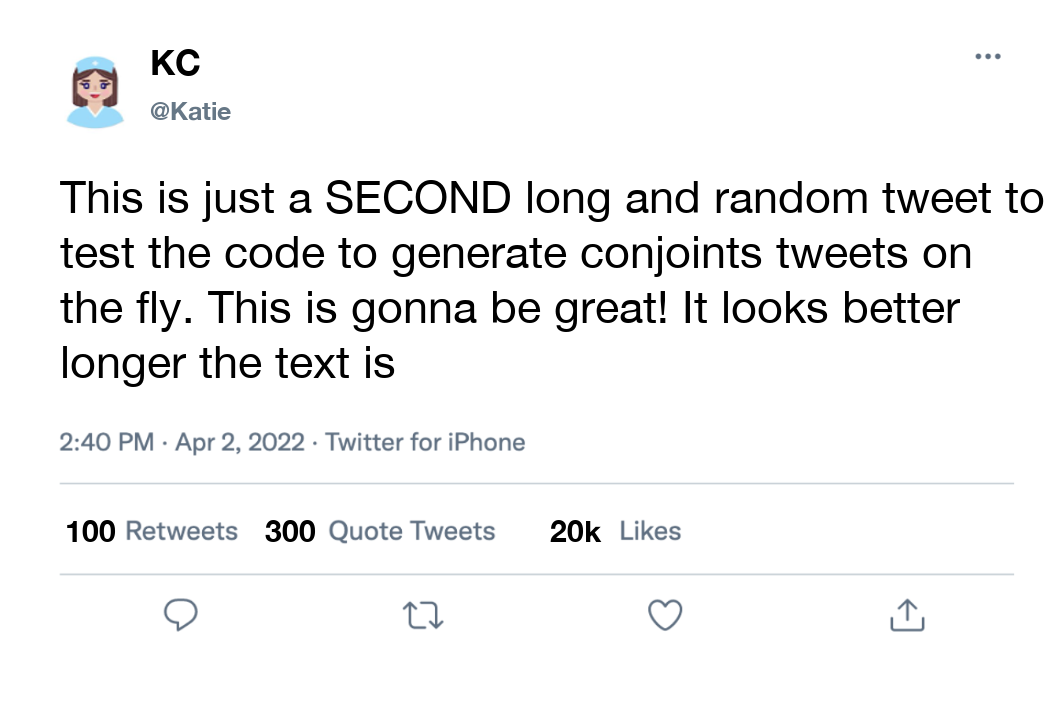 KC
@Katie
This is just a SECOND long and random tweet to
test the code to generate conjoints tweets on
the fly. This is gonna be great! It looks better
longer the text is
2:40 PM · Apr 2, 2022 · Twitter for iPhone
100 Retweets 300 Quote Tweets 20k Likes